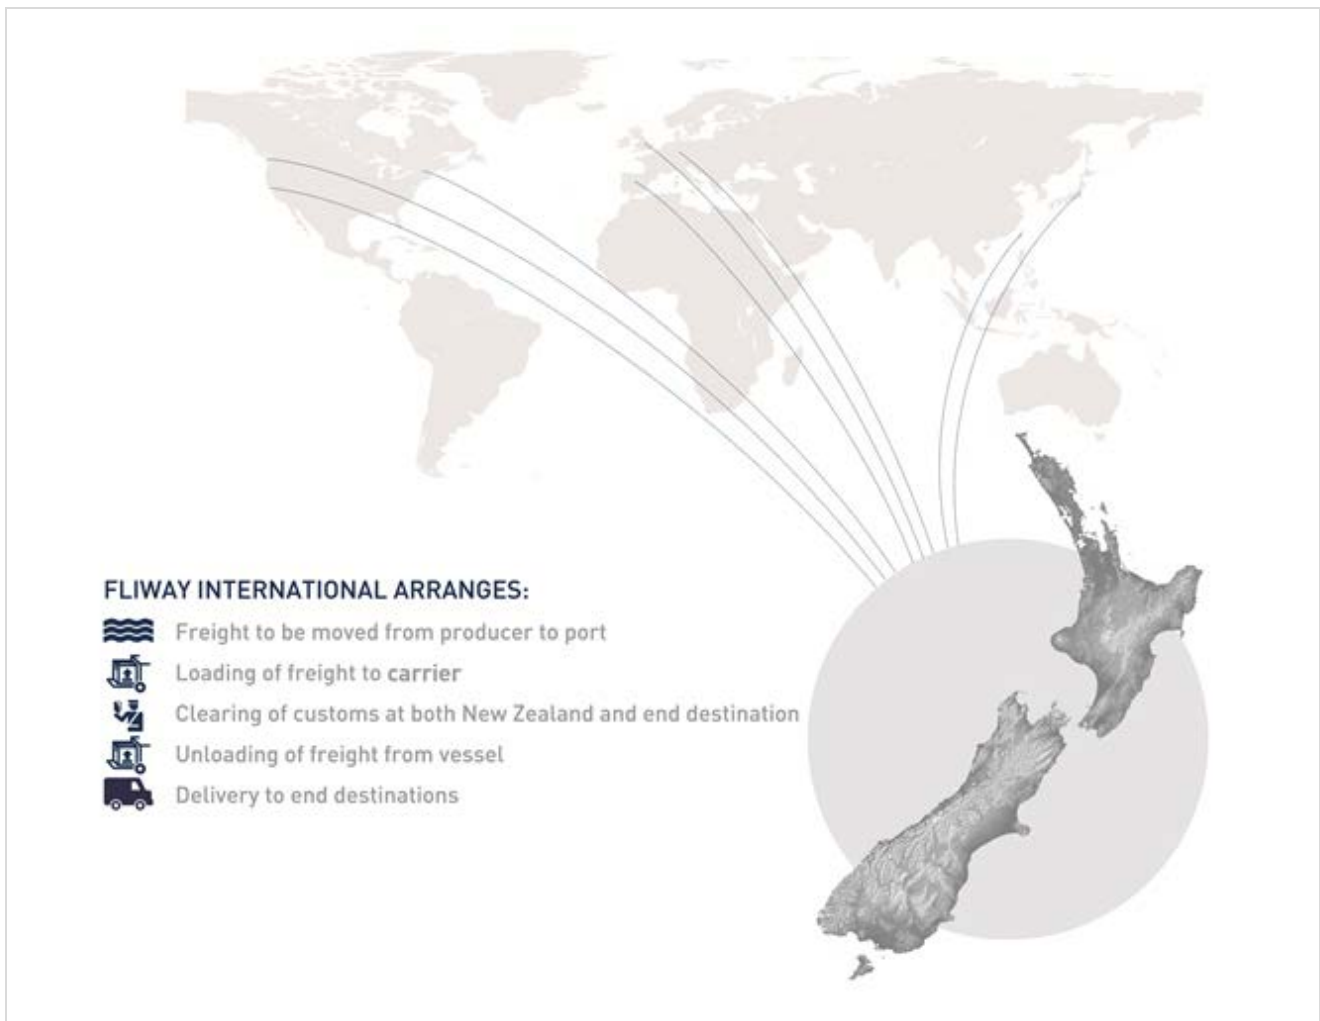 FLIWAY INTERNATIONAL ARRANGES:
Freight to be moved from producer to port
Loading of freight to carrier
Clearing of customs at both New Zealand and end destination
Unloading of freight from vessel
Delivery to end destinations